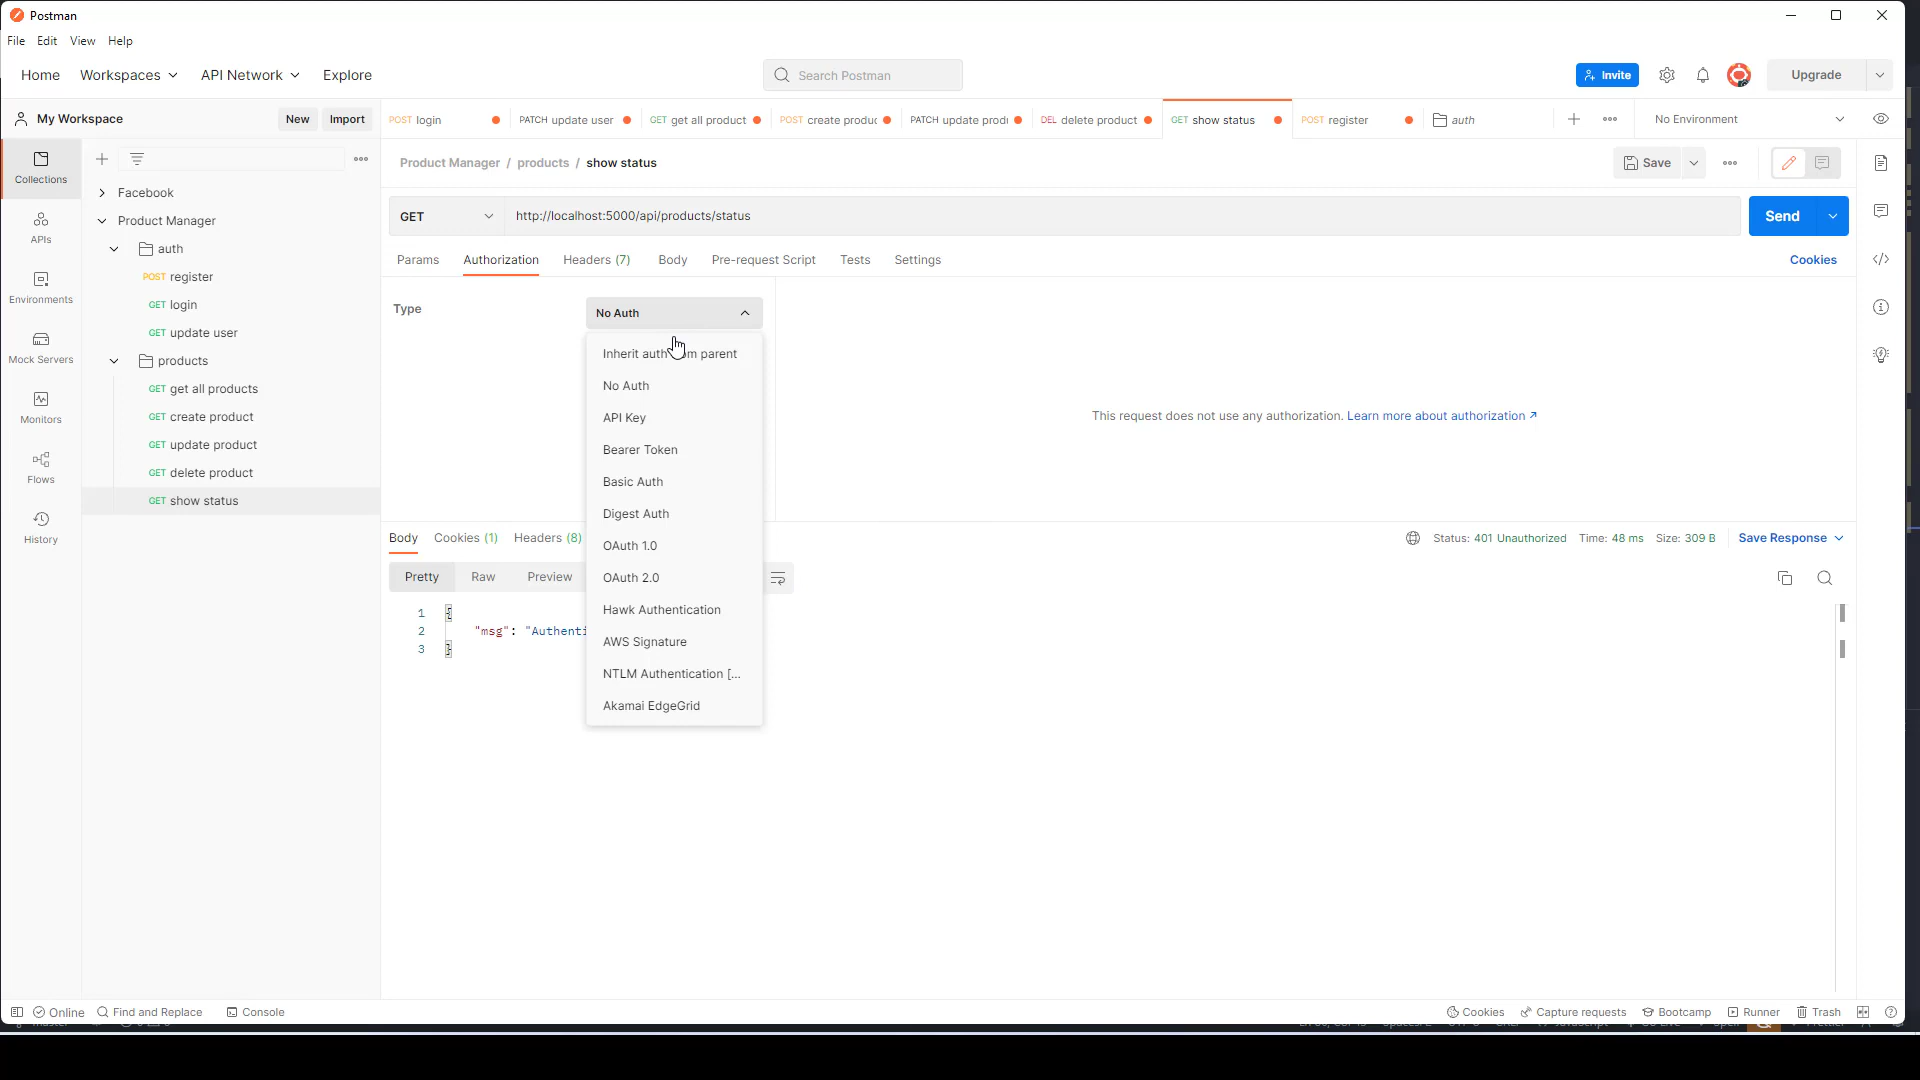 Postman
File Edit View Help
Home Workspaces API Network Explore
Search Postman
Invite
Upgrade
My Workspace
New Import
POST login
PATCH update user
GET get all product
POST create produc
PATCH update produ
DEL delete product
GET show status
POST register
auth
No Environment
Collections
APIs
Environments
Mock Servers
Monitors
Flows
History
Facebook
Product Manager
auth
POST register
GET login
GET update user
products
GET get all products
GET create product
GET update product
GET delete product
GET show status
Product Manager / products / show status
Save
GET http://localhost:5000/api/products/status
Send
Params Authorization Headers (7) Body Pre-request Script Tests Settings
Cookies
Type
No Auth
Inherit auth om parent
No Auth
API Key
Bearer Token
Basic Auth
Digest Auth
OAuth 1.0
OAuth 2.0
Hawk Authentication
AWS Signature
NTLM Authentication [...
Akamai EdgeGrid
This request does not use any authorization. Learn more about authorization ↗
Body Cookies (1) Headers (8)
Status: 401 Unauthorized Time: 48 ms Size: 309 B Save Response
Pretty Raw Preview
1 {
2 "msg": "Authenti
3 }
Online Find and Replace Console
Cookies Capture requests Bootcamp Runner Trash